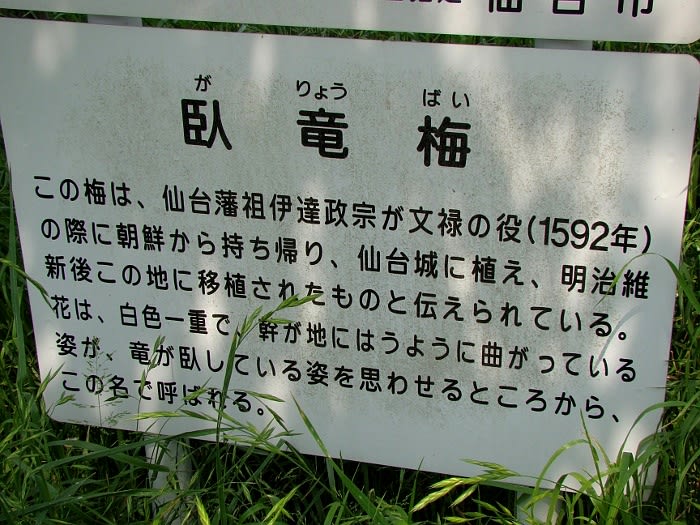 仙台市
が りょう ばい
臥竜梅
この梅は、仙台藩祖伊達政宗が文禄の役(1592年)
の際に朝鮮から持ち帰り、仙台城に植え、明治維
新後この地に移植されたものと伝えられている。
花は、白色一重で、幹が地にはうように曲がっている
姿が、竜が臥している姿を思わせるところから、
この名で呼ばれる。